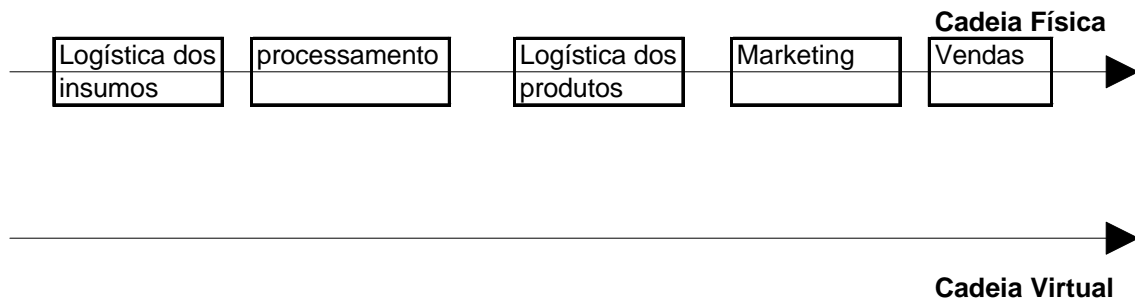 Cadeia Física
Logística dos
insumos
processamento
Logística dos
produtos
Marketing
Vendas
Cadeia Virtual